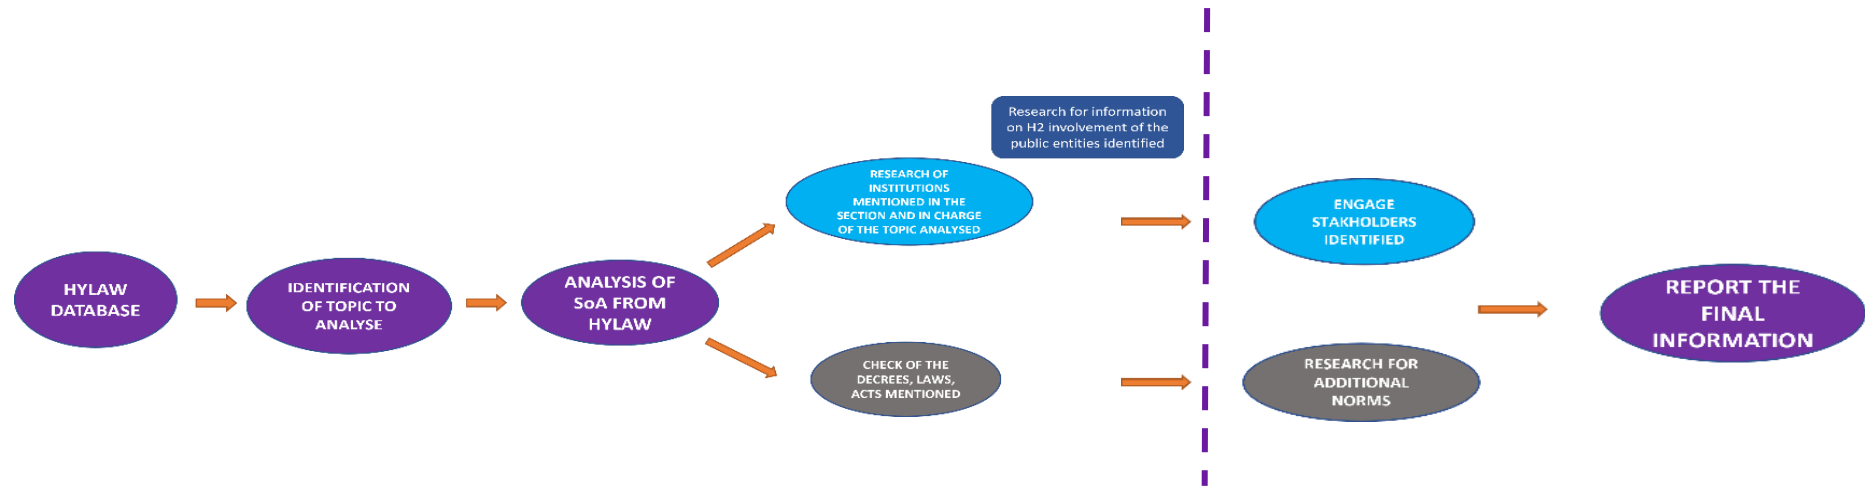 HYLAW
DATABASE
IDENTIFICATION
OF TOPIC TO
ANALYSE
ANALYSIS OF
SoA FROM
HYLAW
Research for information
on H2 involvement of the
public entities identified
RESEARCH OF
INSTITUTIONS
MENTIONED IN THE
SECTION AND IN CHARGE
OF THE TOPIC ANALYSED
CHECK OF THE
DECREES, LAWS,
ACTS MENTIONED
ENGAGE
STAKHOLDERS
IDENTIFIED
RESEARCH FOR
ADDITIONAL
NORMS
REPORT THE
FINAL
INFORMATION